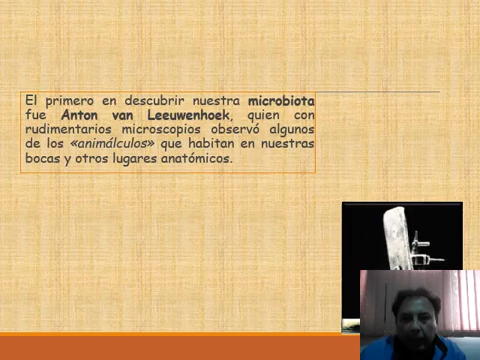 El primero en descubrir nuestra microbiota
fue Anton van Leeuwenhoek, quien con
rudimentarios microscopios observó algunos
de los «animálculos» que habitan en nuestras
bocas y otros lugares anatómicos.